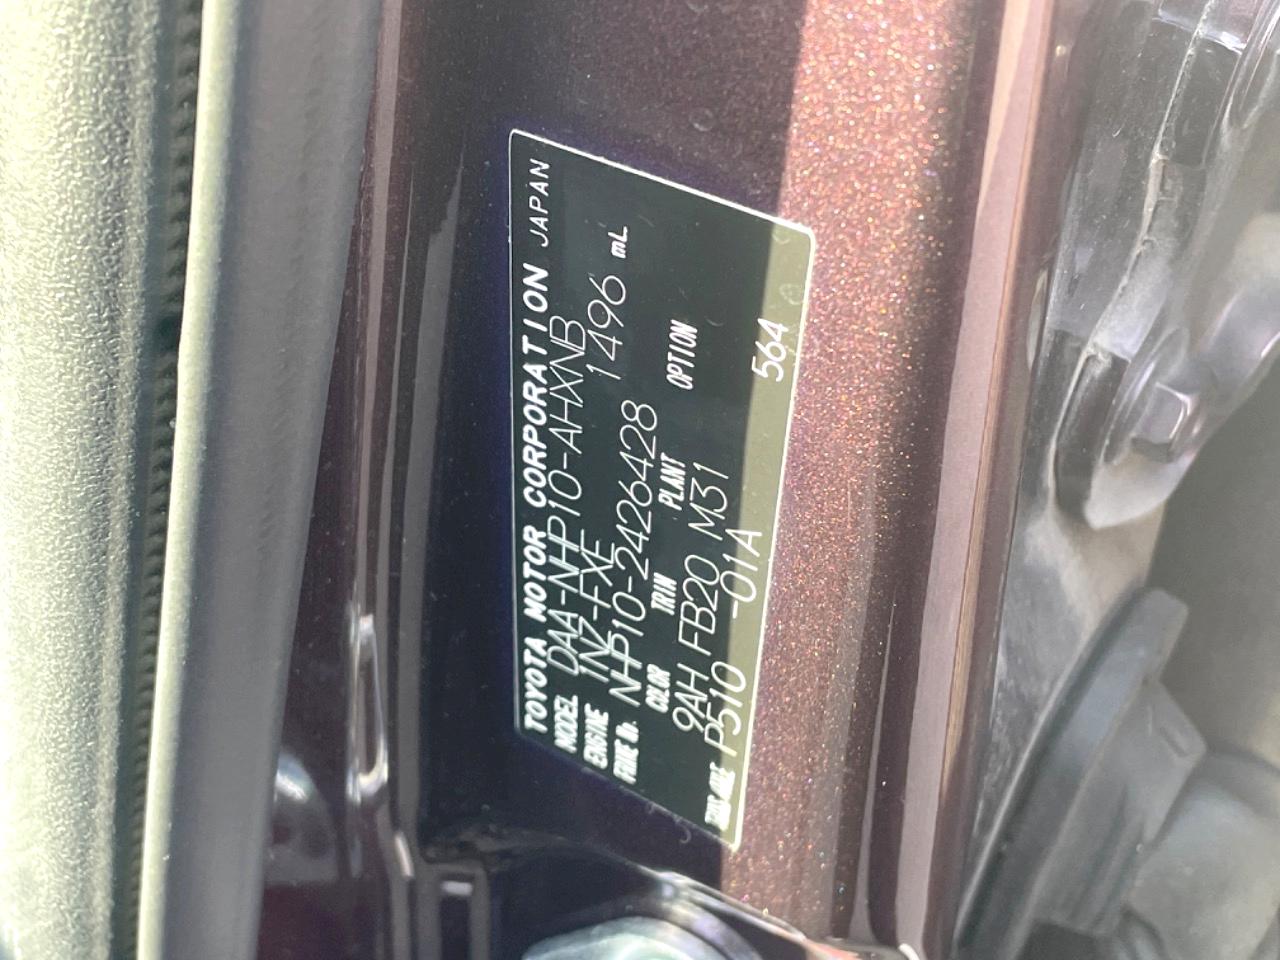 TOYOTA MOTOR CORPORATION JAPAN
MODEL DAA-NHP10-AHXNB
ENGINE 1NZ-FXE 1496 mL
FRAME No. NHP10-2426428
COLOR TRIM PLANT OPTION
9AH FB20 M31
P510 -01A 564